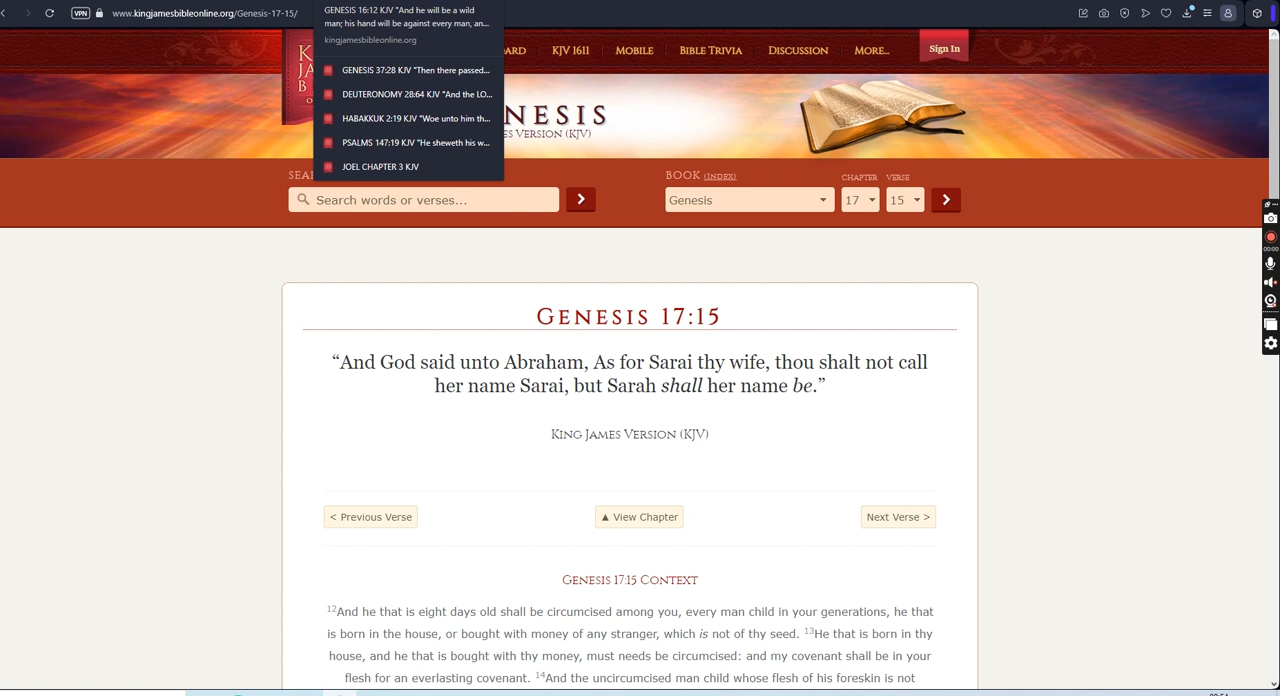 www.kingjamesbibleonline.org/Genesis-17-15/
VPN
GENESIS 16:12 KJV "And he will be a wild
man; his hand will be against every man, an...
kingjamesbibleonline.org
GENESIS 37:28 KJV "Then there passed...
DEUTERONOMY 28:64 KJV "And the LO...
HABAKKUK 2:19 KJV "Woe unto him th...
PSALMS 147:19 KJV "He sheweth his w...
JOEL CHAPTER 3 KJV
ARD KJV 1611 MOBILE BIBLE TRIVIA DISCUSSION MORE... Sign In
K
JA
B
O
NESIS
ES VERSION (KJV)
SEA
Search words or verses...
BOOK (INDEX) CHAPTER VERSE
Genesis 17 15
00:00
GENESIS 17:15
“And God said unto Abraham, As for Sarai thy wife, thou shalt not call
her name Sarai, but Sarah shall her name be.”
KING JAMES VERSION (KJV)
< Previous Verse ▲ View Chapter Next Verse >
GENESIS 17:15 CONTEXT
12And he that is eight days old shall be circumcised among you, every man child in your generations, he that
is born in the house, or bought with money of any stranger, which is not of thy seed. 13He that is born in thy
house, and he that is bought with thy money, must needs be circumcised: and my covenant shall be in your
flesh for an everlasting covenant. 14And the uncircumcised man child whose flesh of his foreskin is not